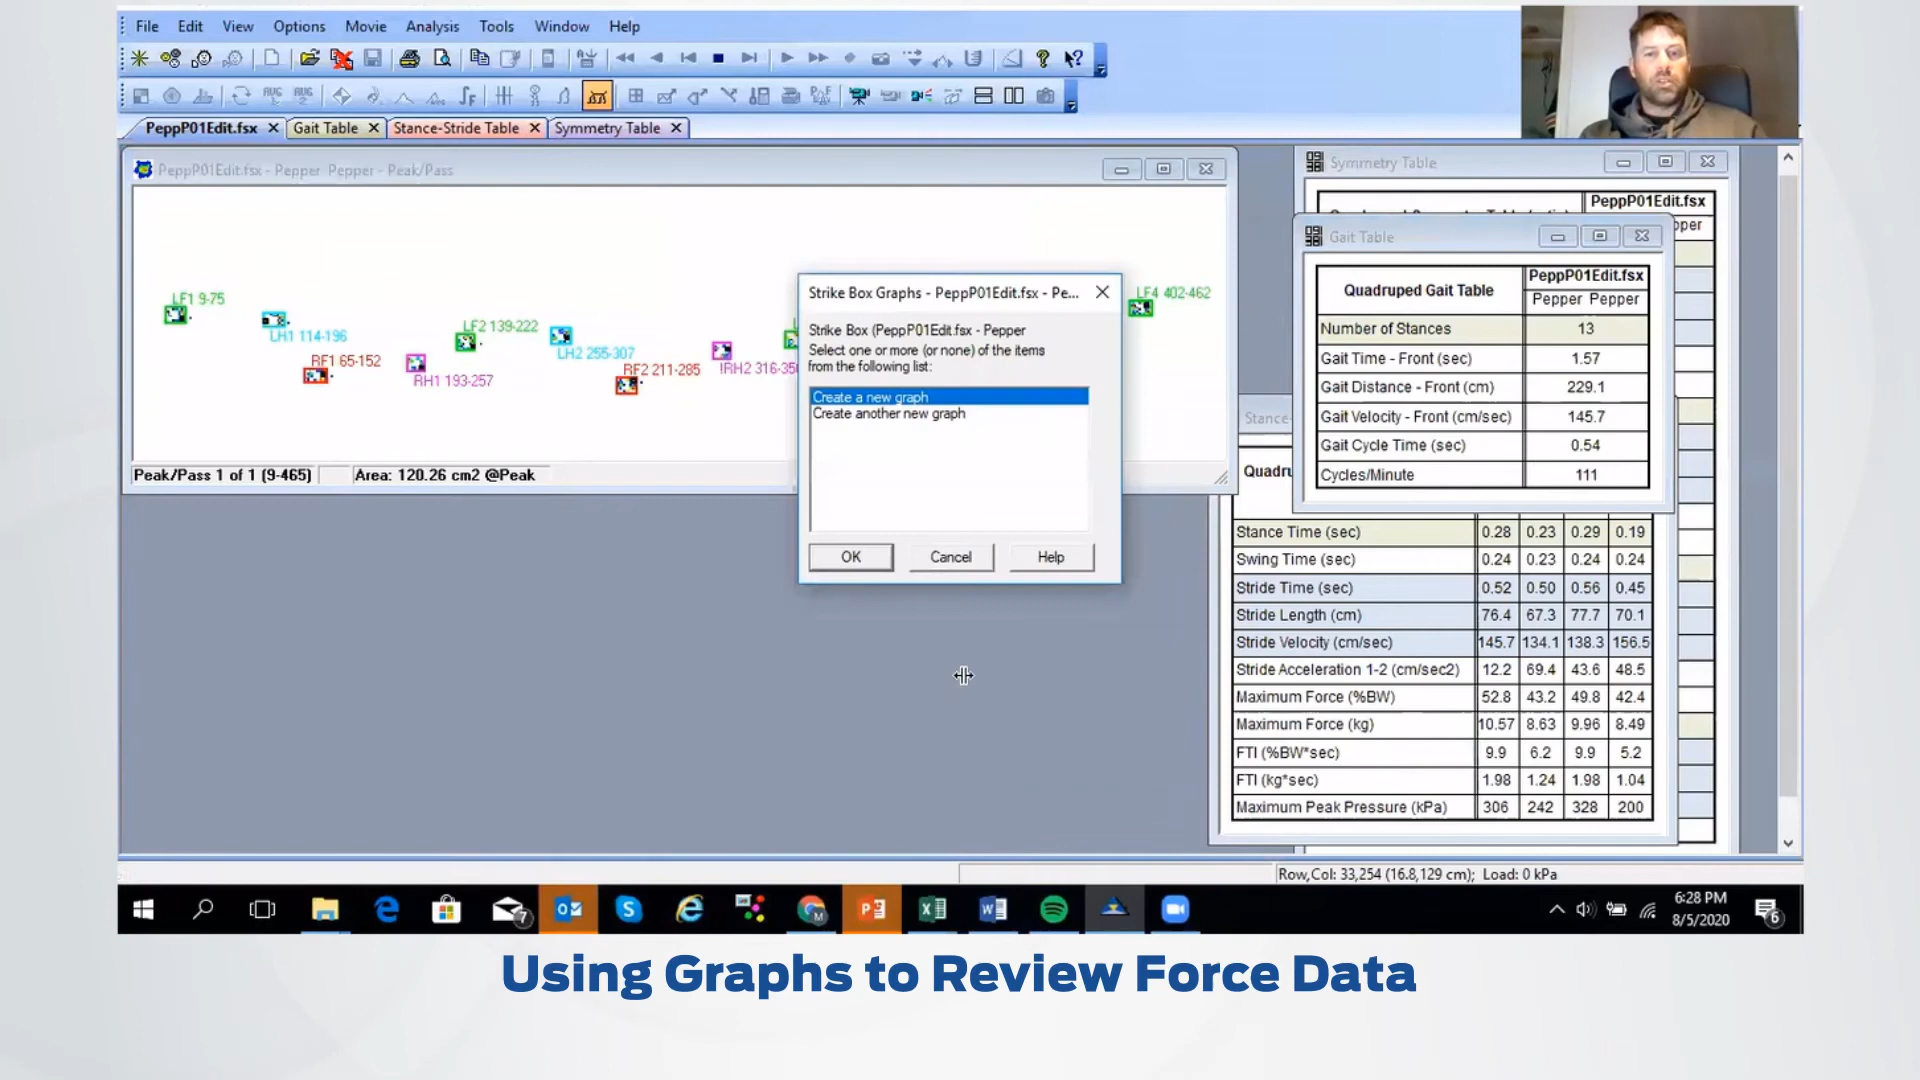 File Edit View Options Movie Analysis Tools Window Help
PeppP01Edit.fsx Gait Table Stance-Stride Table Symmetry Table
PeppP01Edit.fsx - Pepper Pepper - Peak/Pass
LF1 9-75
LH1 114-196
RF1 65-152
RH1 193-257
LF2 139-222
LH2 255-307
RF2 211-285
!RH2 316-35
LF4 402-462
Peak/Pass 1 of 1 (9-465) Area: 120.26 cm2 @Peak
Strike Box Graphs - PeppP01Edit.fsx - Pe...
Strike Box (PeppP01Edit.fsx - Pepper
Select one or more (or none) of the items
from the following list:
Create a new graph
Create another new graph
OK Cancel Help
Symmetry Table
PeppP01Edit.fsx
pper
Gait Table
Quadruped Gait Table PeppP01Edit.fsx
Pepper Pepper
Number of Stances 13
Gait Time - Front (sec) 1.57
Gait Distance - Front (cm) 229.1
Gait Velocity - Front (cm/sec) 145.7
Gait Cycle Time (sec) 0.54
Cycles/Minute 111
Stance-
Quadru
Stance Time (sec) 0.28 0.23 0.29 0.19
Swing Time (sec) 0.24 0.23 0.24 0.24
Stride Time (sec) 0.52 0.50 0.56 0.45
Stride Length (cm) 76.4 67.3 77.7 70.1
Stride Velocity (cm/sec) 145.7 134.1 138.3 156.5
Stride Acceleration 1-2 (cm/sec2) 12.2 69.4 43.6 48.5
Maximum Force (%BW) 52.8 43.2 49.8 42.4
Maximum Force (kg) 10.57 8.63 9.96 8.49
FTI (%BW*sec) 9.9 6.2 9.9 5.2
FTI (kg*sec) 1.98 1.24 1.98 1.04
Maximum Peak Pressure (kPa) 306 242 328 200
Row,Col: 33,254 (16.8,129 cm); Load: 0 kPa
6:28 PM
8/5/2020
Using Graphs to Review Force Data